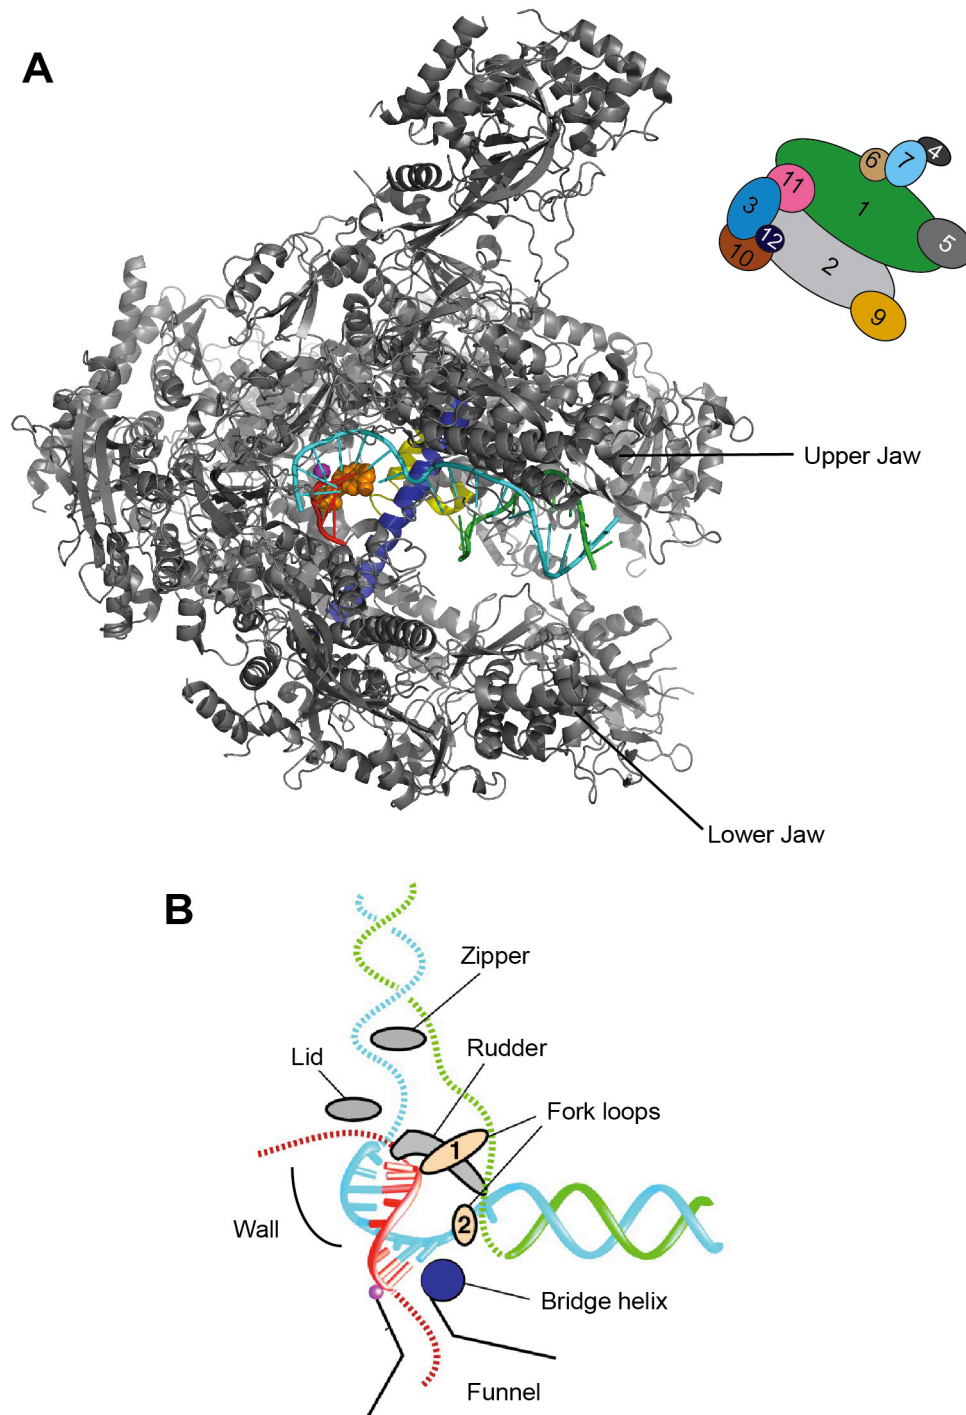 A
4
7
6
11
3
1
12
5
10
2
9
Upper Jaw
Lower Jaw
B
Zipper
Rudder
Lid
Fork loops
1
2
Wall
Bridge helix
Funnel